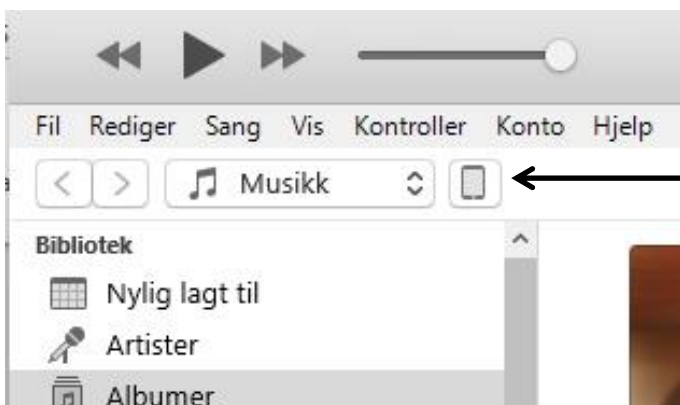 Fil Rediger Sang Vis Kontroller Konto Hjelp
Musikk
Bibliotek
Nylig lagt til
Artister
Albumer